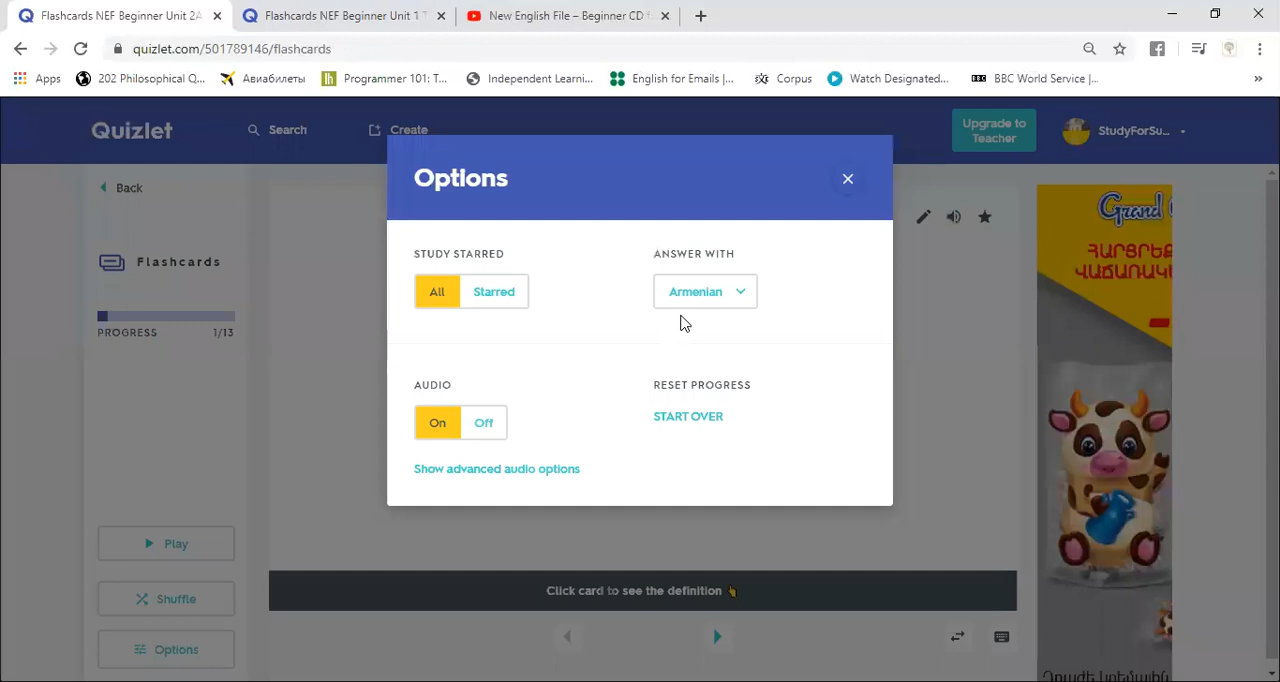 Flashcards NEF Beginner Unit 2A
Flashcards NEF Beginner Unit 1 T
New English File – Beginner CD f
quizlet.com/501789146/flashcards
Apps
202 Philosophical Q...
Авиабилеты
Programmer 101: T...
Independent Learni...
English for Emails |...
Corpus
Watch Designated...
BBC World Service |...
Quizlet
Search
Create
Upgrade to
Teacher
StudyForSu...
Back
Flashcards
PROGRESS 1/13
Play
Shuffle
Options
Options
STUDY STARRED
All Starred
ANSWER WITH
Armenian
AUDIO
On Off
Show advanced audio options
RESET PROGRESS
START OVER
Click card to see the definition 👆
Grand
ՀԱՐՑՐԵՔ
ՎԱՃԱՌԱԿ